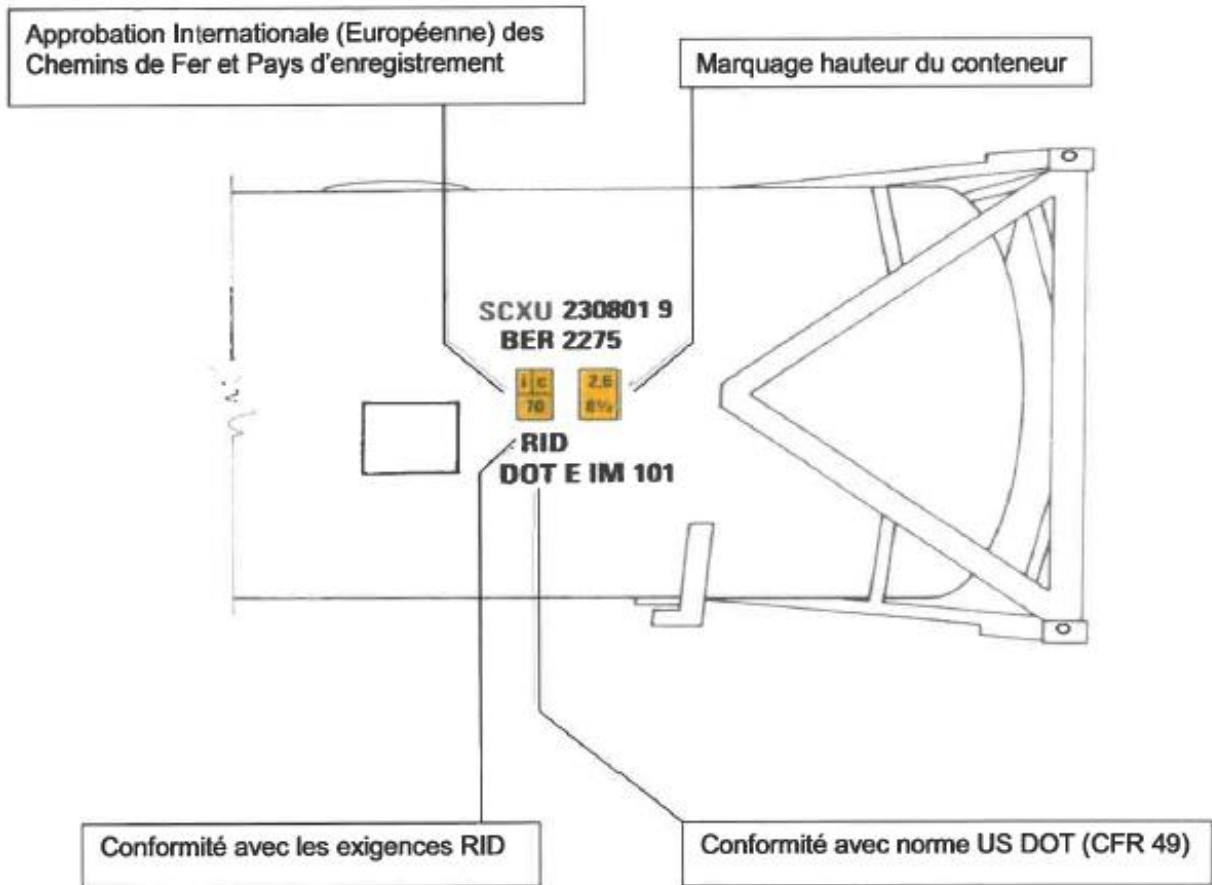 Approbation Internationale (Européenne) des
Chemins de Fer et Pays d'enregistrement
Marquage hauteur du conteneur
SCXU 230801 9
BER 2275
i c
70
2,6
8½
RID
DOT E IM 101
Conformité avec les exigences RID
Conformité avec norme US DOT (CFR 49)